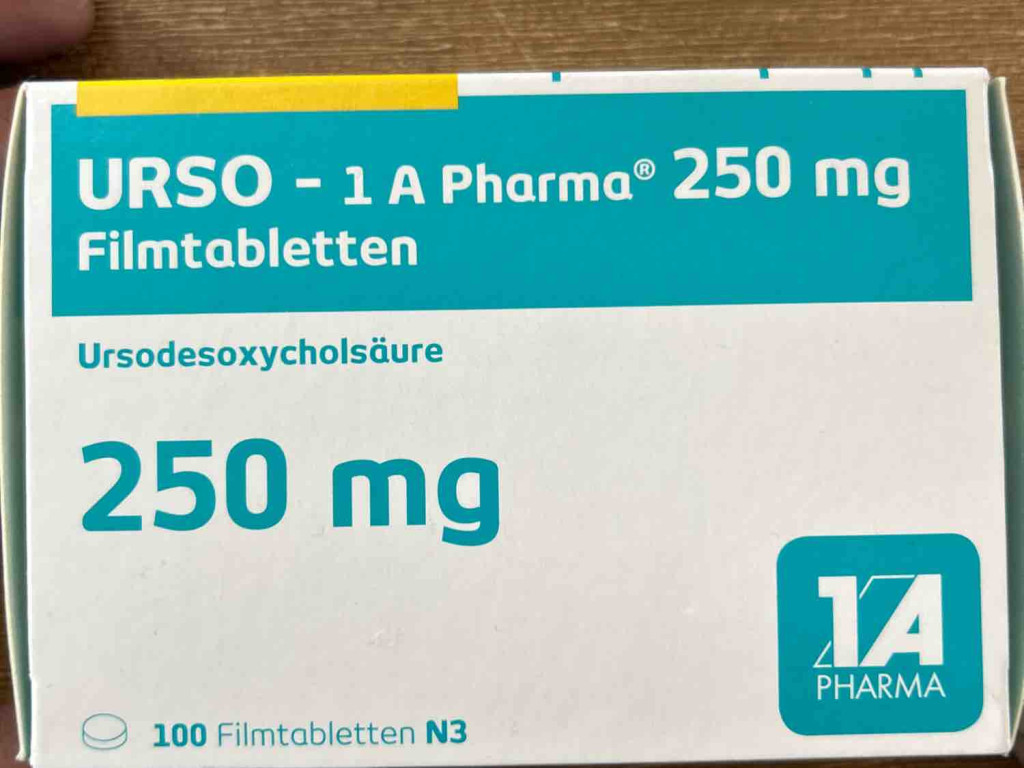 URSO - 1 A Pharma® 250 mg
Filmtabletten
Ursodesoxycholsäure
250 mg
1A
PHARMA
100 Filmtabletten N3